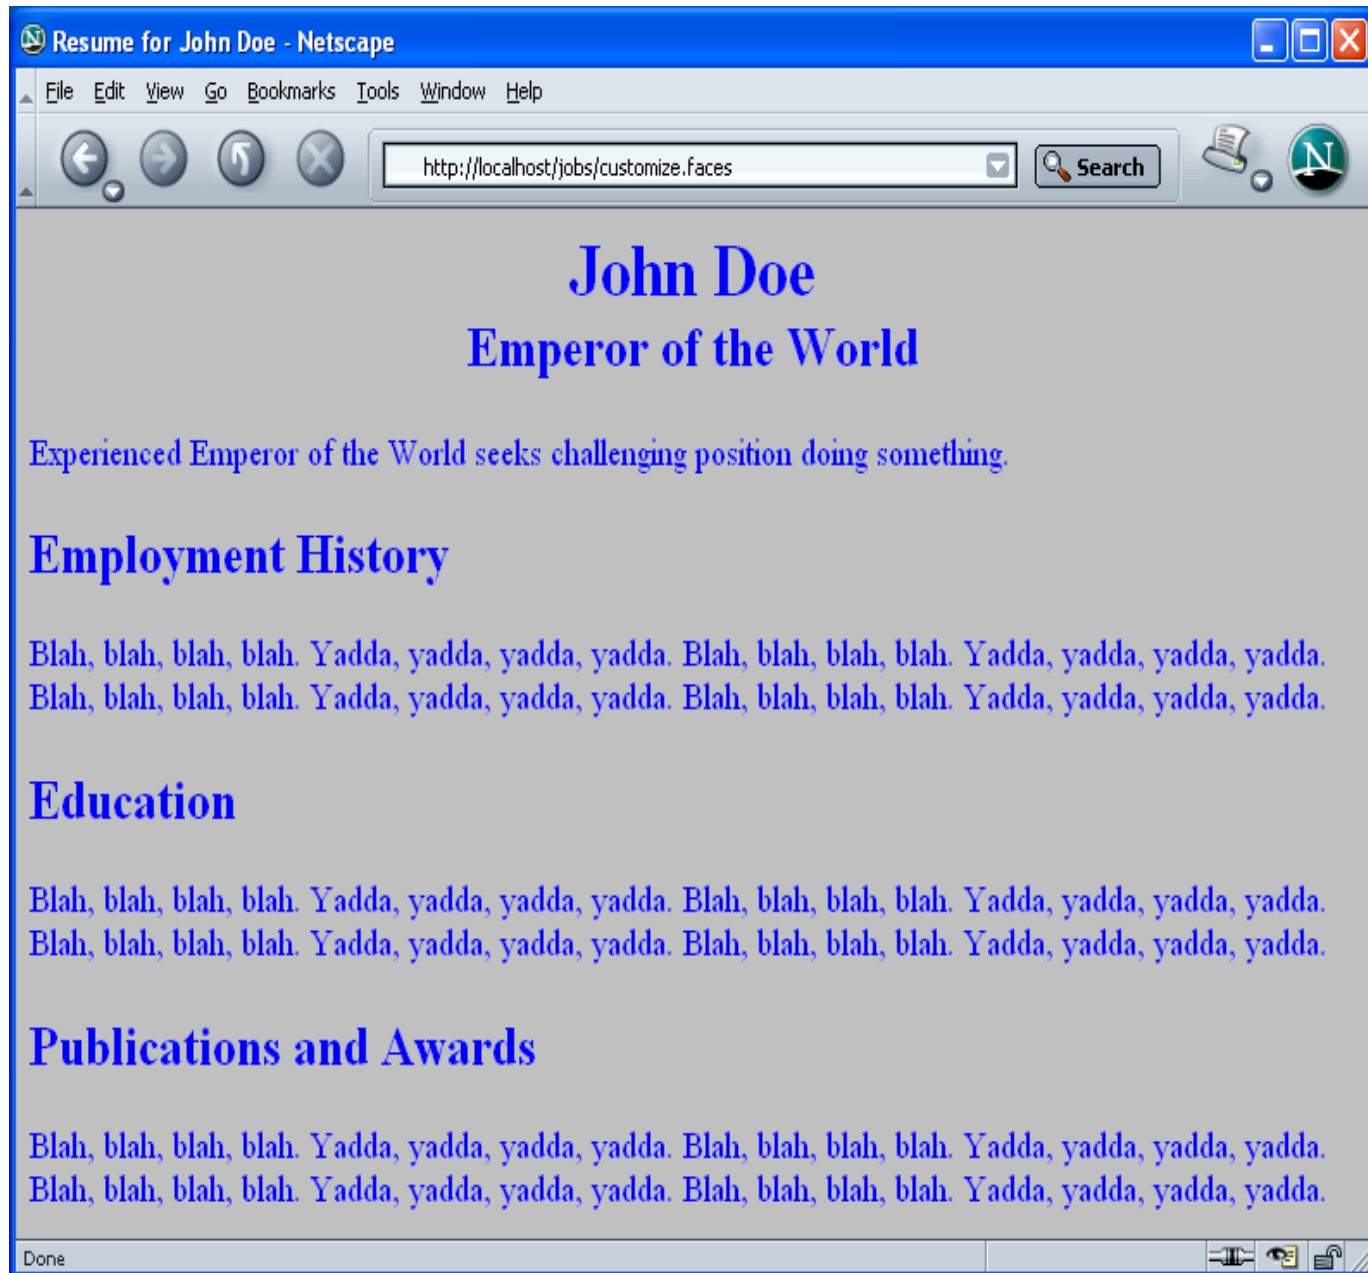 Resume for John Doe - Netscape
File Edit View Go Bookmarks Tools Window Help
http://localhost/jobs/customize.faces Search N
John Doe
Emperor of the World
Experienced Emperor of the World seeks challenging position doing something.
Employment History
Blah, blah, blah, blah. Yadda, yadda, yadda, yadda. Blah, blah, blah, blah. Yadda, yadda, yadda, yadda.
Blah, blah, blah, blah. Yadda, yadda, yadda, yadda. Blah, blah, blah, blah. Yadda, yadda, yadda, yadda.
Education
Blah, blah, blah, blah. Yadda, yadda, yadda, yadda. Blah, blah, blah, blah. Yadda, yadda, yadda, yadda.
Blah, blah, blah, blah. Yadda, yadda, yadda, yadda. Blah, blah, blah, blah. Yadda, yadda, yadda, yadda.
Publications and Awards
Blah, blah, blah, blah. Yadda, yadda, yadda, yadda. Blah, blah, blah, blah. Yadda, yadda, yadda, yadda.
Blah, blah, blah, blah. Yadda, yadda, yadda, yadda. Blah, blah, blah, blah. Yadda, yadda, yadda, yadda.
Done